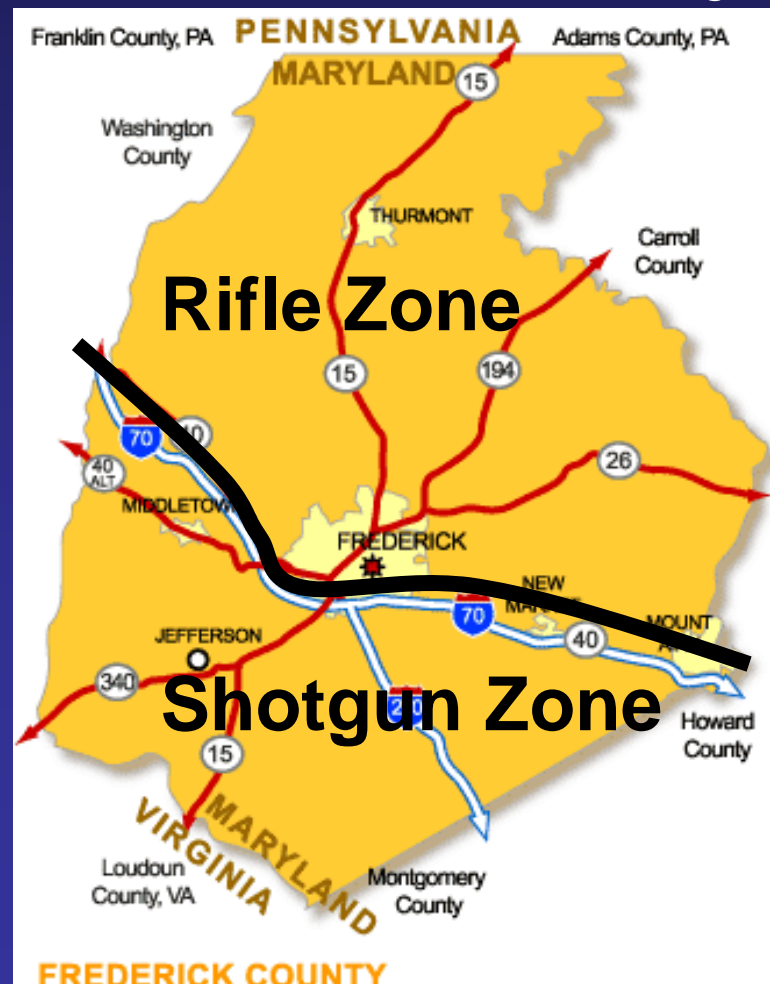 Franklin County, PA
PENNSYLVANIA
Adams County, PA
MARYLAND
15
Washington
County
THURMONT
Carroll
County
Rifle Zone
15
194
70
26
40
ALT
FREDERICK
NEW
70
MOUNT
40
JEFFERSON
340
Shotgun Zone
Howard
County
15
VIRGINIA
MARYLAND
Loudoun
County, VA
Montgomery
County
FREDERICK COUNTY